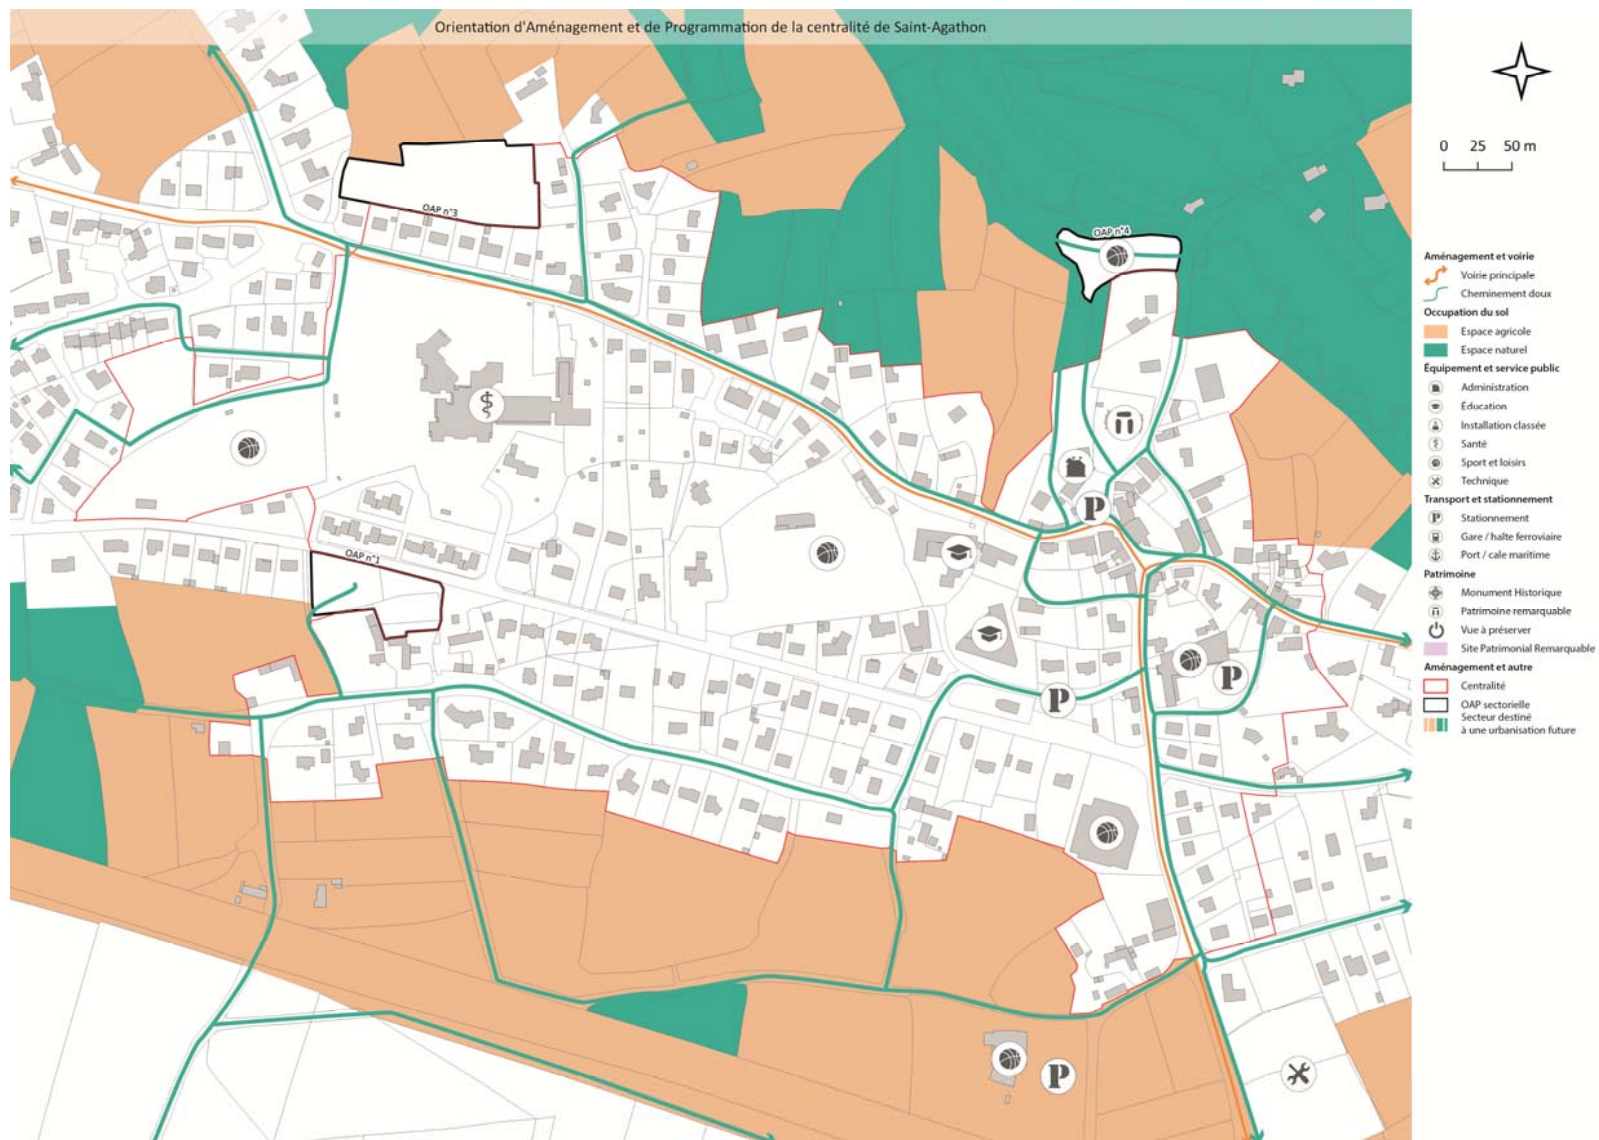 Orientation d'Aménagement et de Programmation de la centralité de Saint-Agathon
0 25 50 m
OAP n°3
OAP n°4
OAP n°1
P
P
P
P
Aménagement et voirie
Voirie principale
Cheminement doux
Occupation du sol
Espace agricole
Espace naturel
Équipement et service public
Administration
Éducation
Installation classée
Santé
Sport et loisirs
Technique
Transport et stationnement
P Stationnement
Gare / halte ferroviaire
Port / cale maritime
Patrimoine
Monument Historique
Patrimoine remarquable
Vue à préserver
Site Patrimonial Remarquable
Aménagement et autre
Centralité
OAP sectorielle
Secteur destiné
à une urbanisation future